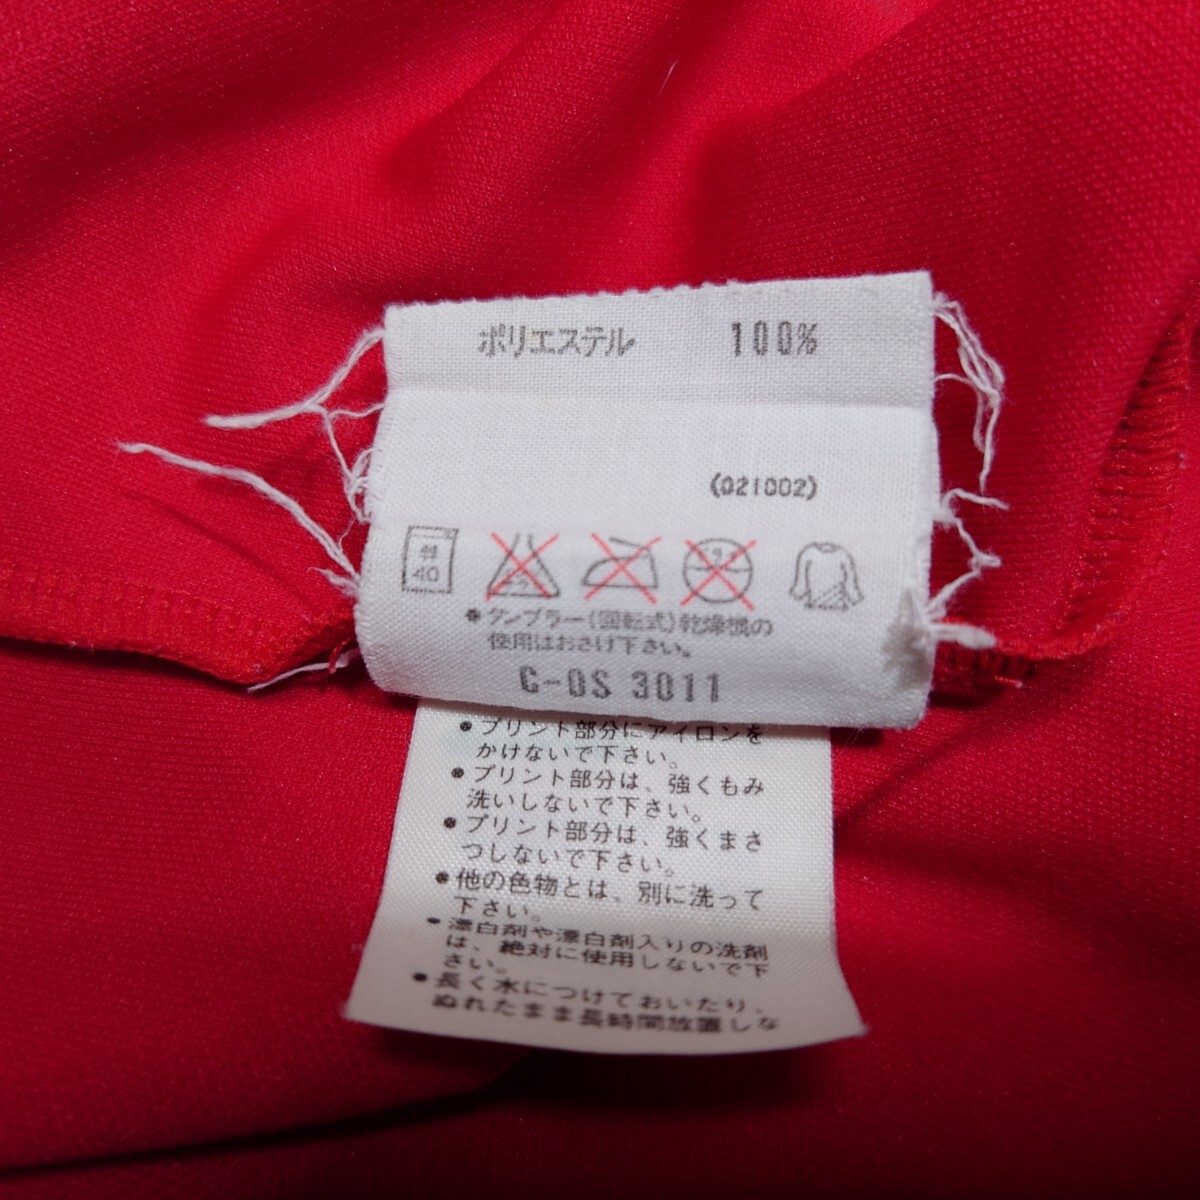 ポリエステル 100%
(021002)
40
※タンブラー(回転式)乾燥機の
使用はおさけ下さい。
C-OS 3011
●プリント部分にアイロンを
かけないで下さい。
●プリント部分は、強くもみ
洗いしないで下さい。
●プリント部分は、強くまさ
つしないで下さい。
●他の色物とは、別に洗って
下さい。
●漂白剤や漂白剤入りの洗剤
は、絶対に使用しないで下
さい。
●長く水につけておいたり、
ぬれたまま長時間放置しな